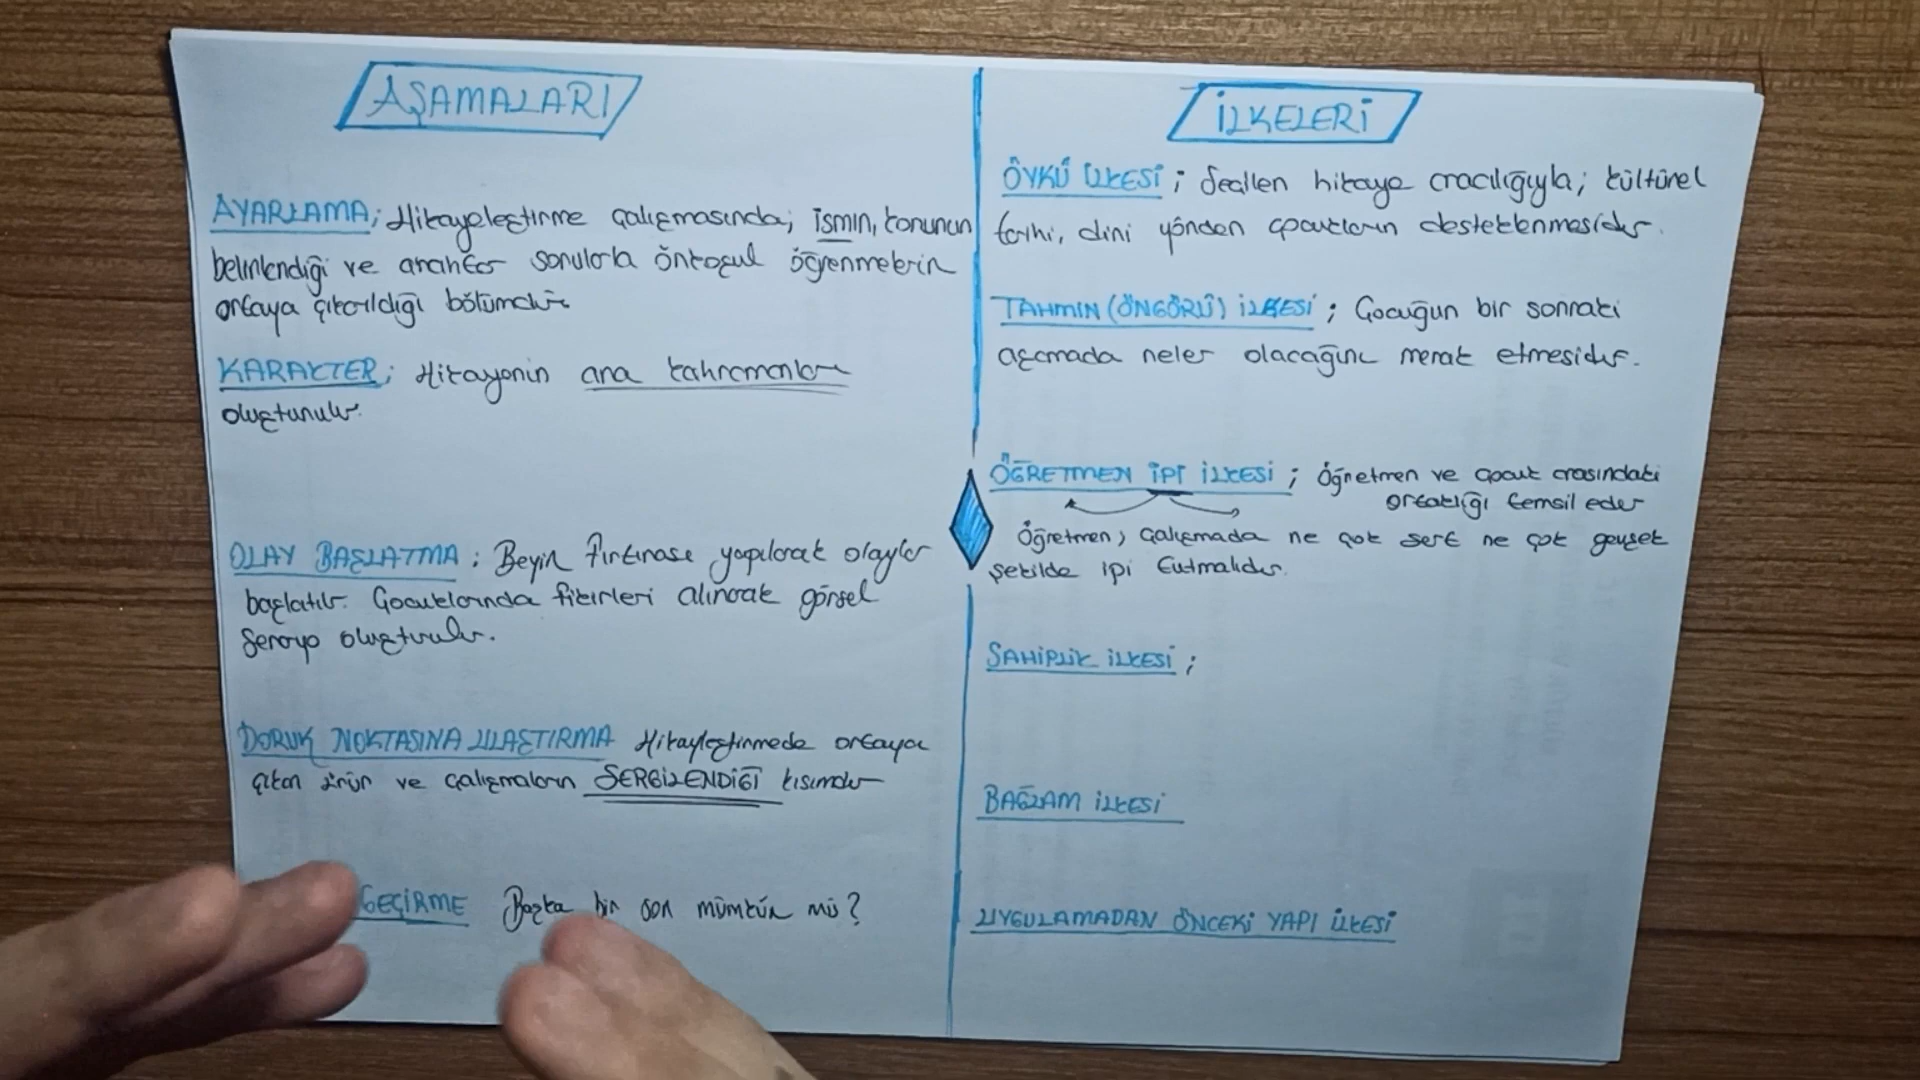 AŞAMALARI
AYARLAMA; Hikayeleştirme çalışmasında; ismin, konunun
belirlendiği ve anahtar sorularla önkoşul öğrenmelerin
ortaya çıkarıldığı bölümdür
KARAKTER; Hikayenin ana kahramanları
oluşturulur.
OLAY BAŞLATMA; Beyin fırtınası yapılarak olaylar
başlatılır. Çocuklarında fikirleri alınarak görsel
Senaryo oluşturulur.
DORUK NOKTASINA ULAŞTIRMA Hikayleştirmede ortaya
çıkan ürün ve çalışmaların SERGİLENDİĞİ kısımdır
GEÇİRME Başka bir son mümkün mü?
İLKELERİ
ÖYKÜ İLKESİ; Seçilen hikaye aracılığıyla; kültürel
tarihi, dini yönden çocukların desteklenmesidir.
TAHMİN (ÖNGÖRÜ) İLKESİ; Çocuğun bir sonraki
aşamada neler olacağını merak etmesidir.
ÖĞRETMEN İPİ İLKESİ; Öğretmen ve çocuk arasındaki
ortaklığı temsil eder
Öğretmen, çalışmada ne çok sert ne çok gevşek
şekilde ipi tutmalıdır.
SAHİPLİK İLKESİ;
BAĞLAM İLKESİ
UYGULAMADAN ÖNCEKİ YAPI İLKESİ